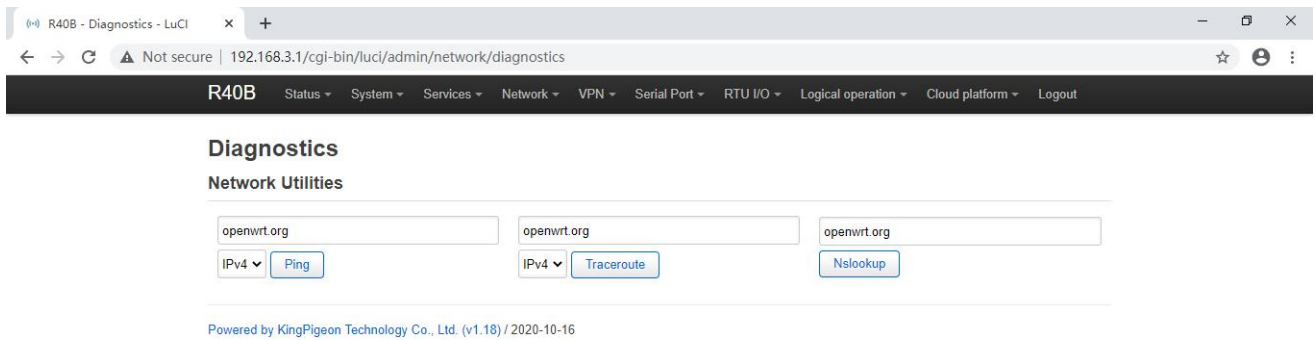 R40B - Diagnostics - LuCI
Not secure | 192.168.3.1/cgi-bin/luci/admin/network/diagnostics
R40B Status System Services Network VPN Serial Port RTU I/O Logical operation Cloud platform Logout
Diagnostics
Network Utilities
openwrt.org openwrt.org openwrt.org
IPv4 Ping IPv4 Traceroute Nslookup
Powered by KingPigeon Technology Co., Ltd. (v1.18) / 2020-10-16